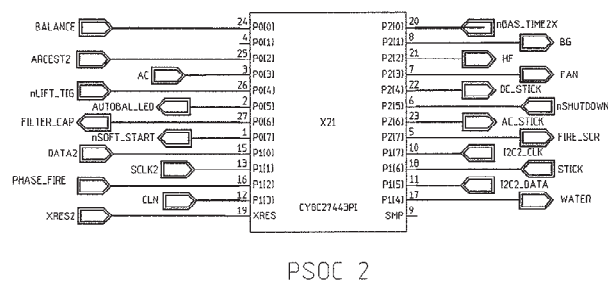 BALANCE 24 P0(0) P2(0) 20 nBAS_TIME2X
4 P0(1) P2(1) 8 BG
ARCEST2 25 P0(2) P2(2) 21 HF
AC 3 P0(3) P2(3) 7 FAN
nLIFT_TIG 26 P0(4) P2(4) 22 DC_STICK
AUTOBAL_LED 2 P0(5) P2(5) 6 nSHUTDOWN
FILTER_CAP 27 P0(6) X21 P2(6) 23 AC_STICK
nSOFT_START 1 P0(7) P2(7) 5 FIRE_SCR
DATA2 15 P1(0) P1(7) 10 I2C2_CLK
SCLK2 13 P1(1) P1(6) 18 STICK
PHASE_FIRE 16 P1(2) P1(5) 11 I2C2_DATA
CLN 12 P1(3) P1(4) 17 WATER
XRES2 19 XRES CY8C27443PI SMP 9
PSOC 2